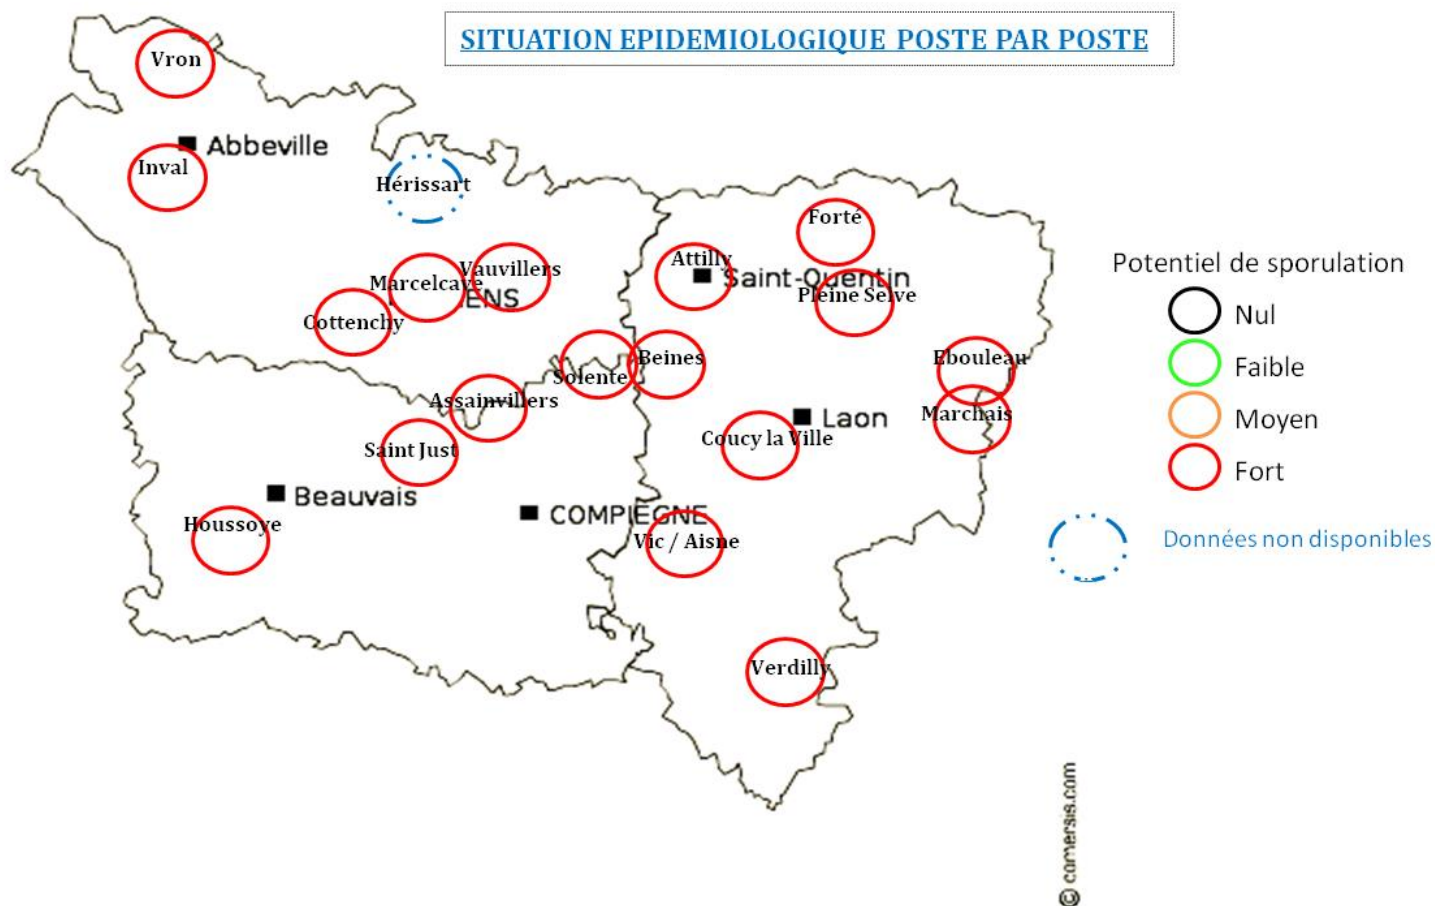 SITUATION EPIDEMIOLOGIQUE POSTE PAR POSTE
Vron
Abbeville
Inval
Hérissart
Forté
Attilly
Saint-Quentin
Vauvillers
Marcelcave
Pleine Selve
Cottenchy
Potentiel de sporulation
Nul
Faible
Moyen
Fort
Données non disponibles
Solente
Beines
Ebouleau
Assainvillers
Marchais
Laon
Coucy la Ville
Saint Just
Beauvais
COMPIEGNE
Houssoye
Vic / Aisne
Verdilly
© comersis.com